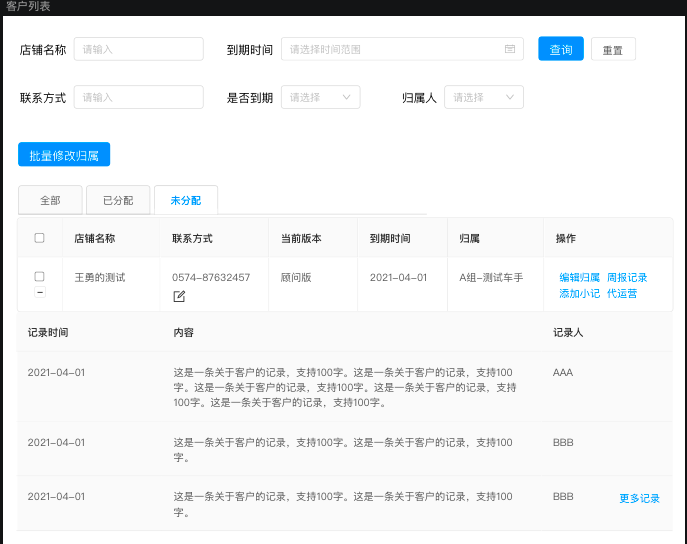 客户列表
店铺名称 请输入 到期时间 请选择时间范围 查询 重置
联系方式 请输入 是否到期 请选择 归属人 请选择
批量修改归属
全部 已分配 未分配
店铺名称 联系方式 当前版本 到期时间 归属 操作
王勇的测试 0574-87632457 顾问版 2021-04-01 A组-测试车手 编辑归属 周报记录
添加小记 代运营
记录时间 内容 记录人
2021-04-01 这是一条关于客户的记录，支持100字。这是一条关于客户的记录，支持100 AAA
字。这是一条关于客户的记录，支持100字。这是一条关于客户的记录，支持
100字。这是一条关于客户的记录，支持100字。
2021-04-01 这是一条关于客户的记录，支持100字。这是一条关于客户的记录，支持100 BBB
字。
2021-04-01 这是一条关于客户的记录，支持100字。这是一条关于客户的记录，支持100 BBB 更多记录
字。